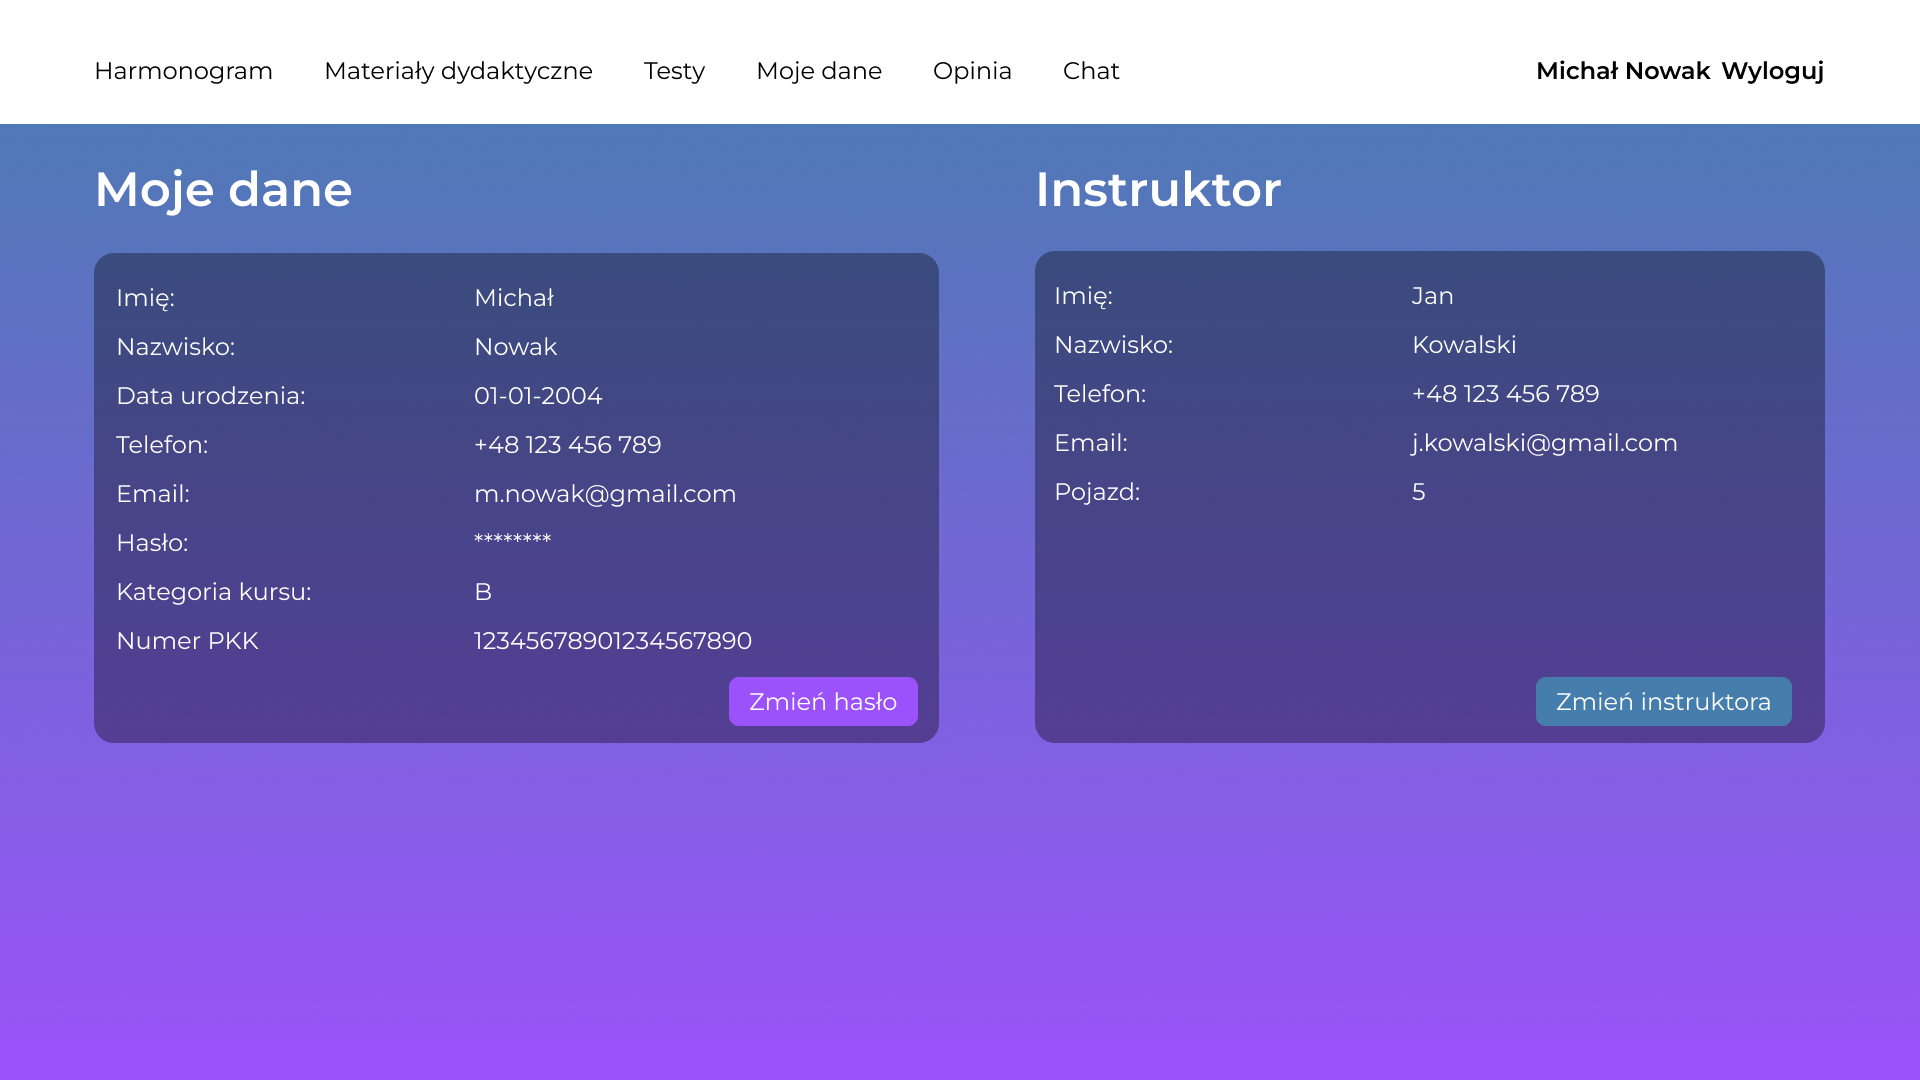 Harmonogram Materiały dydaktyczne Testy Moje dane Opinia Chat Michał Nowak Wyloguj
Moje dane
Imię: Michał
Nazwisko: Nowak
Data urodzenia: 01-01-2004
Telefon: +48 123 456 789
Email: m.nowak@gmail.com
Hasło: ********
Kategoria kursu: B
Numer PKK 12345678901234567890
Zmień hasło
Instruktor
Imię: Jan
Nazwisko: Kowalski
Telefon: +48 123 456 789
Email: j.kowalski@gmail.com
Pojazd: 5
Zmień instruktora